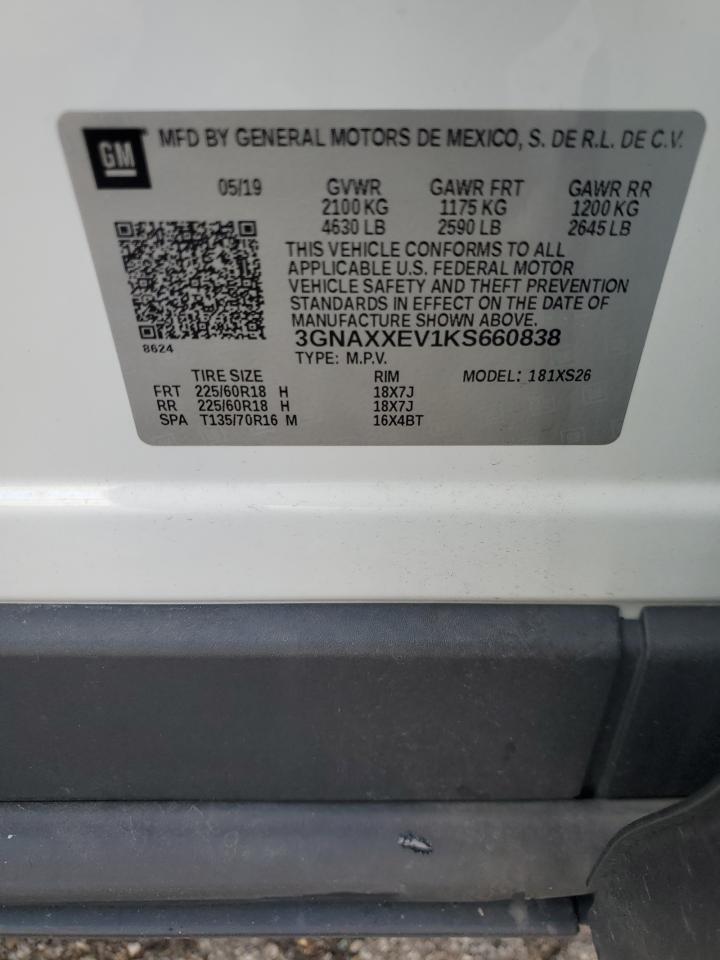 GM MFD BY GENERAL MOTORS DE MEXICO, S. DE R.L. DE C.V.
05/19 GVWR GAWR FRT GAWR RR
2100 KG 1175 KG 1200 KG
4630 LB 2590 LB 2645 LB
THIS VEHICLE CONFORMS TO ALL
APPLICABLE U.S. FEDERAL MOTOR
VEHICLE SAFETY AND THEFT PREVENTION
STANDARDS IN EFFECT ON THE DATE OF
MANUFACTURE SHOWN ABOVE.
8624 3GNAXXEV1KS660838
TYPE: M.P.V.
TIRE SIZE RIM MODEL: 181XS26
FRT 225/60R18 H 18X7J
RR 225/60R18 H 18X7J
SPA T135/70R16 M 16X4BT